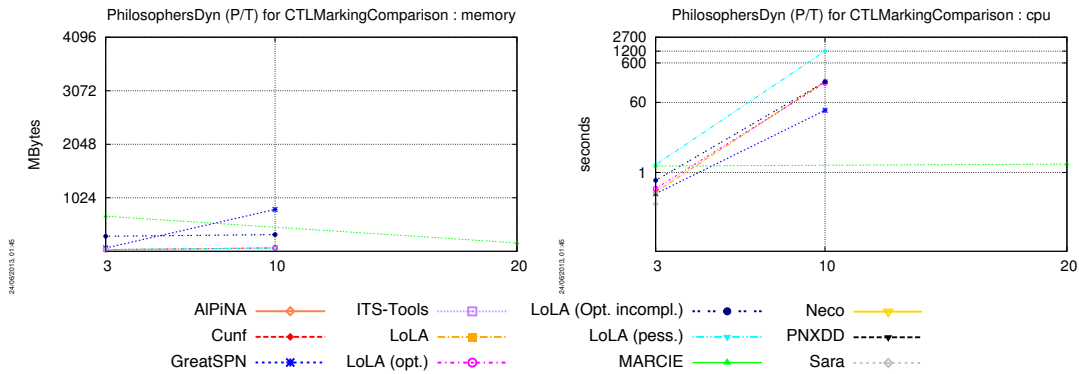 PhilosophersDyn (P/T) for CTLMarkingComparison : memory
4096
3072
2048
1024
MBytes
3
10
20
24/06/2013, 01:45
PhilosophersDyn (P/T) for CTLMarkingComparison : cpu
2700
1200
600
60
1
seconds
3
10
20
24/06/2013, 01:45
AlPiNA
Cunf
GreatSPN
ITS-Tools
LoLA
LoLA (opt.)
LoLA (Opt. incompl.)
LoLA (pess.)
MARCIE
Neco
PNXDD
Sara